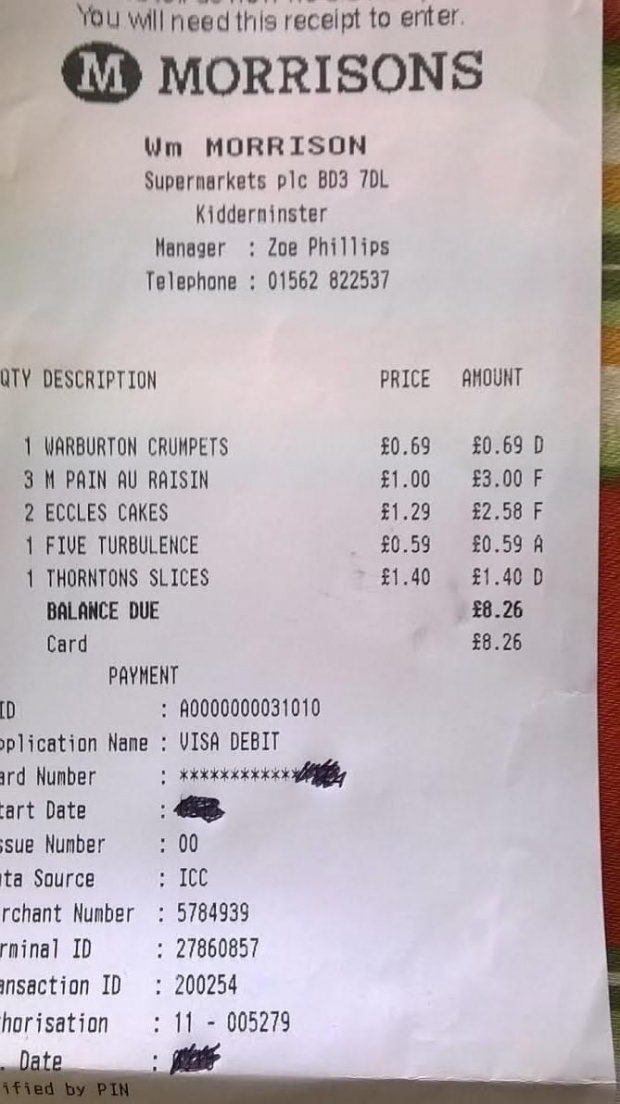 You will need this receipt to enter.
M MORRISONS
Wm MORRISON
Supermarkets plc BD3 7DL
Kidderminster
Manager : Zoe Phillips
Telephone : 01562 822537
QTY DESCRIPTION PRICE AMOUNT
1 WARBURTON CRUMPETS £0.69 £0.69 D
3 M PAIN AU RAISIN £1.00 £3.00 F
2 ECCLES CAKES £1.29 £2.58 F
1 FIVE TURBULENCE £0.59 £0.59 A
1 THORNTONS SLICES £1.40 £1.40 D
BALANCE DUE £8.26
Card £8.26
PAYMENT
ID : A0000000031010
pplication Name : VISA DEBIT
ard Number : ************
tart Date :
ssue Number : 00
ata Source : ICC
erchant Number : 5784939
erminal ID : 27860857
ansaction ID : 200254
thorisation : 11 - 005279
. Date :
ified by PIN